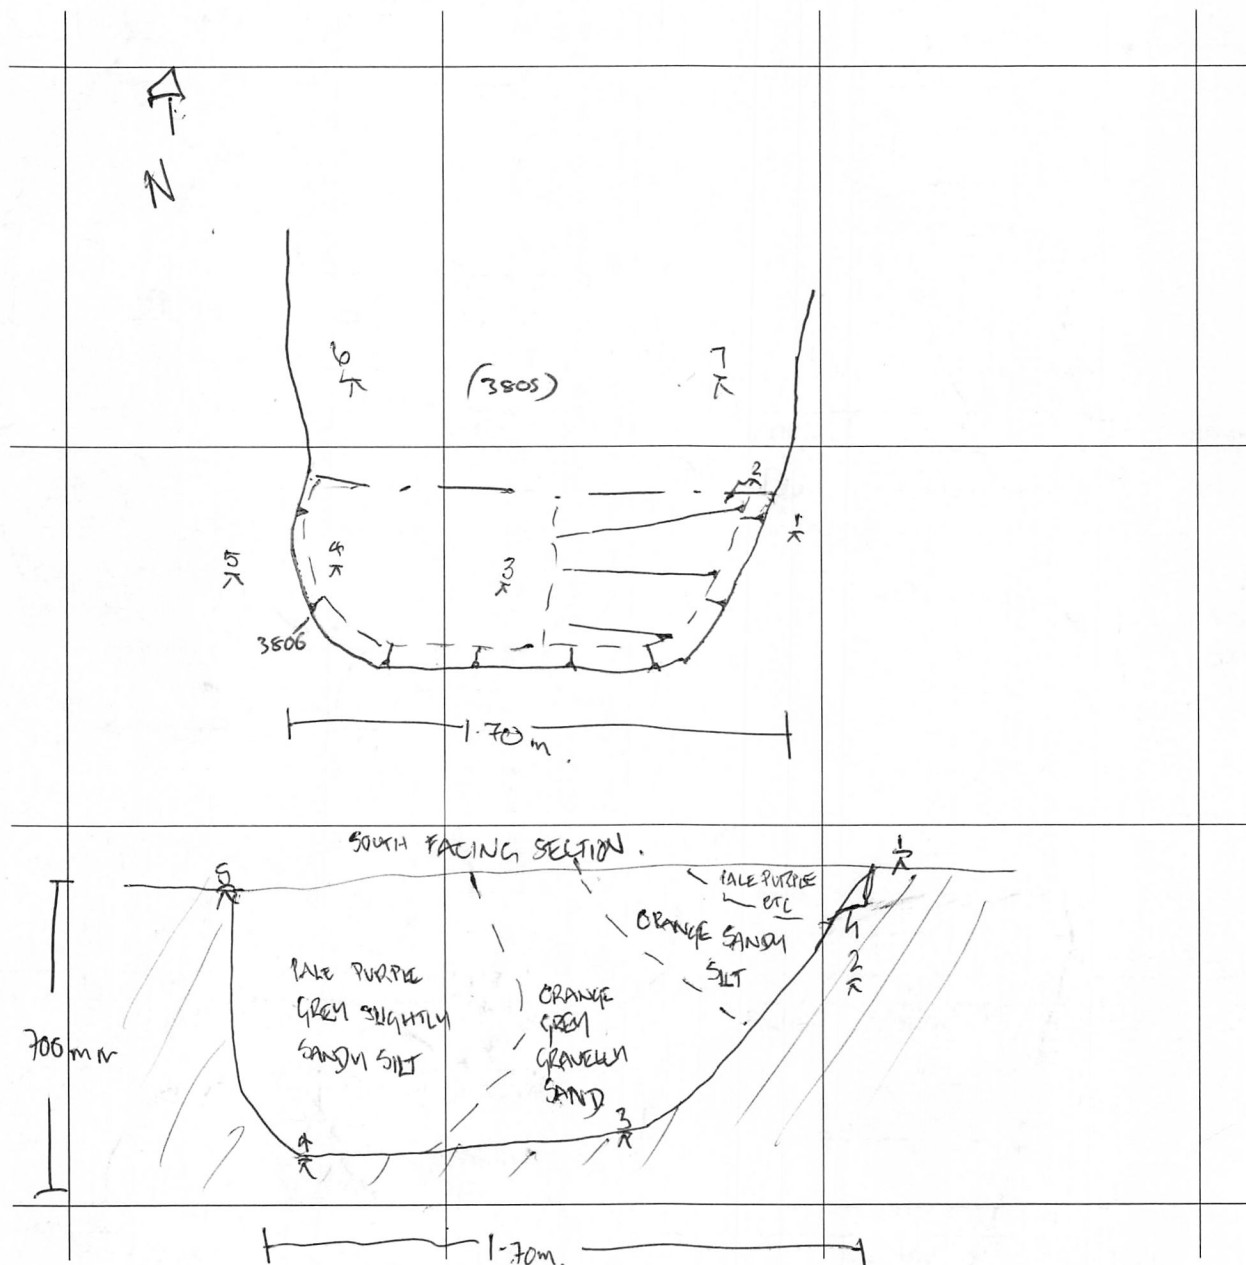 N
6
7
(3805)
2
1
5
4
3
3806
1.70m.
SOUTH FACING SECTION.
1
5
PALE PURPLE
ETC
ORANGE SANDY
SILT
2
PALE PURPLE
GREY SLIGHTLY
SANDY SILT
ORANGE
GREY
GRAVELLY
SAND
700mm
3
4
1.70m.